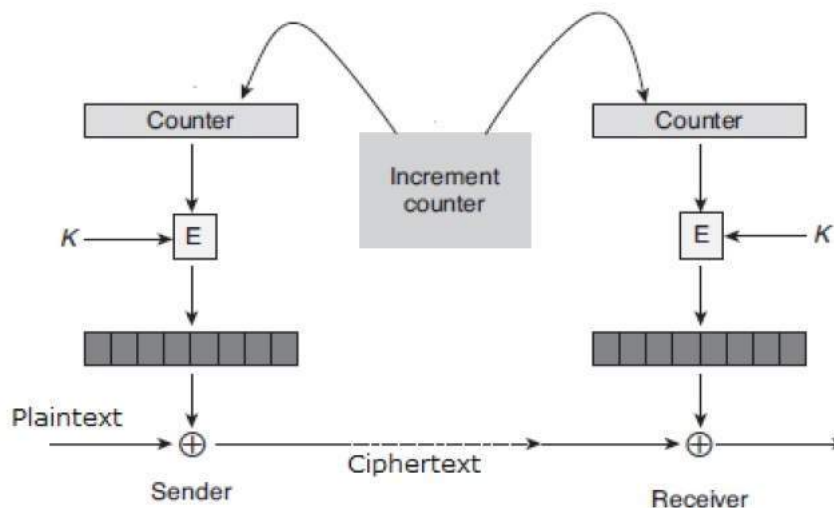 Counter
Counter
Increment
counter
K
E
E
K
Plaintext
Ciphertext
Sender
Receiver